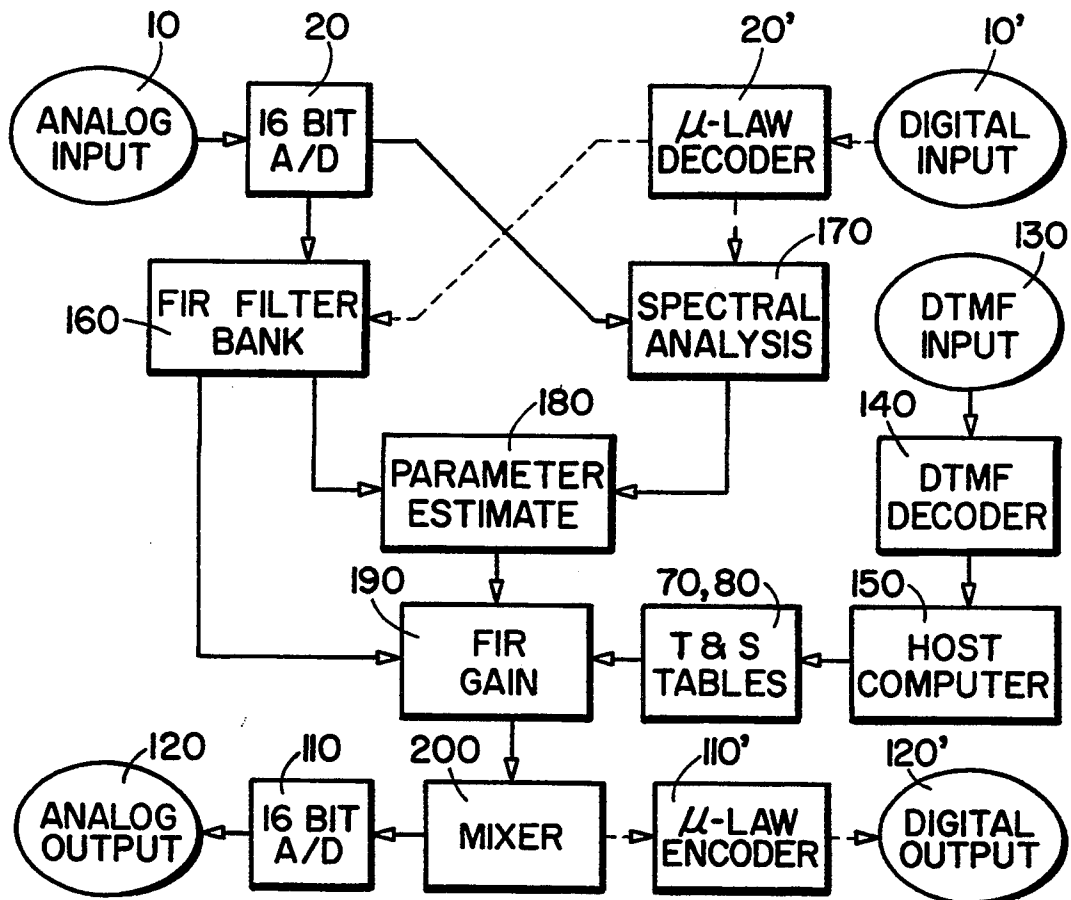 10
20
20'
10'
ANALOG
INPUT
16 BIT
A/D
μ-LAW
DECODER
DIGITAL
INPUT
170
130
160
FIR FILTER
BANK
SPECTRAL
ANALYSIS
DTMF
INPUT
180
140
PARAMETER
ESTIMATE
DTMF
DECODER
190
70,80
150
FIR
GAIN
T & S
TABLES
HOST
COMPUTER
120
110
200
110'
120'
ANALOG
OUTPUT
16 BIT
A/D
MIXER
μ-LAW
ENCODER
DIGITAL
OUTPUT